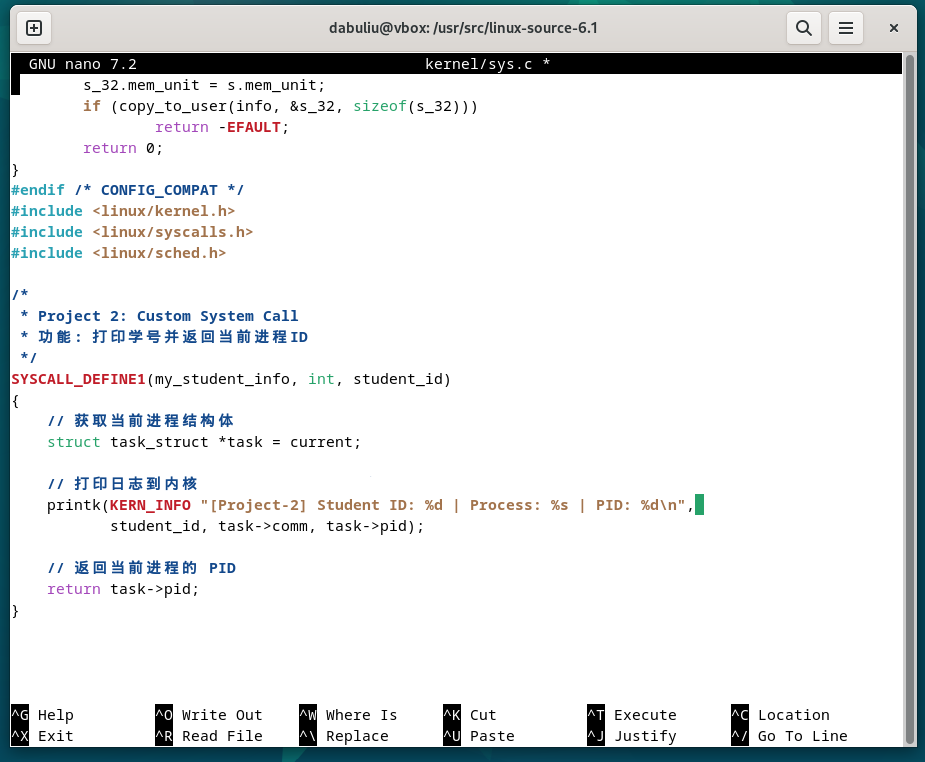 dabuliu@vbox: /usr/src/linux-source-6.1
GNU nano 7.2 kernel/sys.c *
s_32.mem_unit = s.mem_unit;
if (copy_to_user(info, &s_32, sizeof(s_32)))
return -EFAULT;
return 0;
}
#endif /* CONFIG_COMPAT */
#include <linux/kernel.h>
#include <linux/syscalls.h>
#include <linux/sched.h>
/*
* Project 2: Custom System Call
* 功能: 打印学号并返回当前进程ID
*/
SYSCALL_DEFINE1(my_student_info, int, student_id)
{
// 获取当前进程结构体
struct task_struct *task = current;
// 打印日志到内核
printk(KERN_INFO "[Project-2] Student ID: %d | Process: %s | PID: %d\n",
student_id, task->comm, task->pid);
// 返回当前进程的 PID
return task->pid;
}
^G Help ^O Write Out ^W Where Is ^K Cut ^T Execute ^C Location
^X Exit ^R Read File ^\ Replace ^U Paste ^J Justify ^/ Go To Line